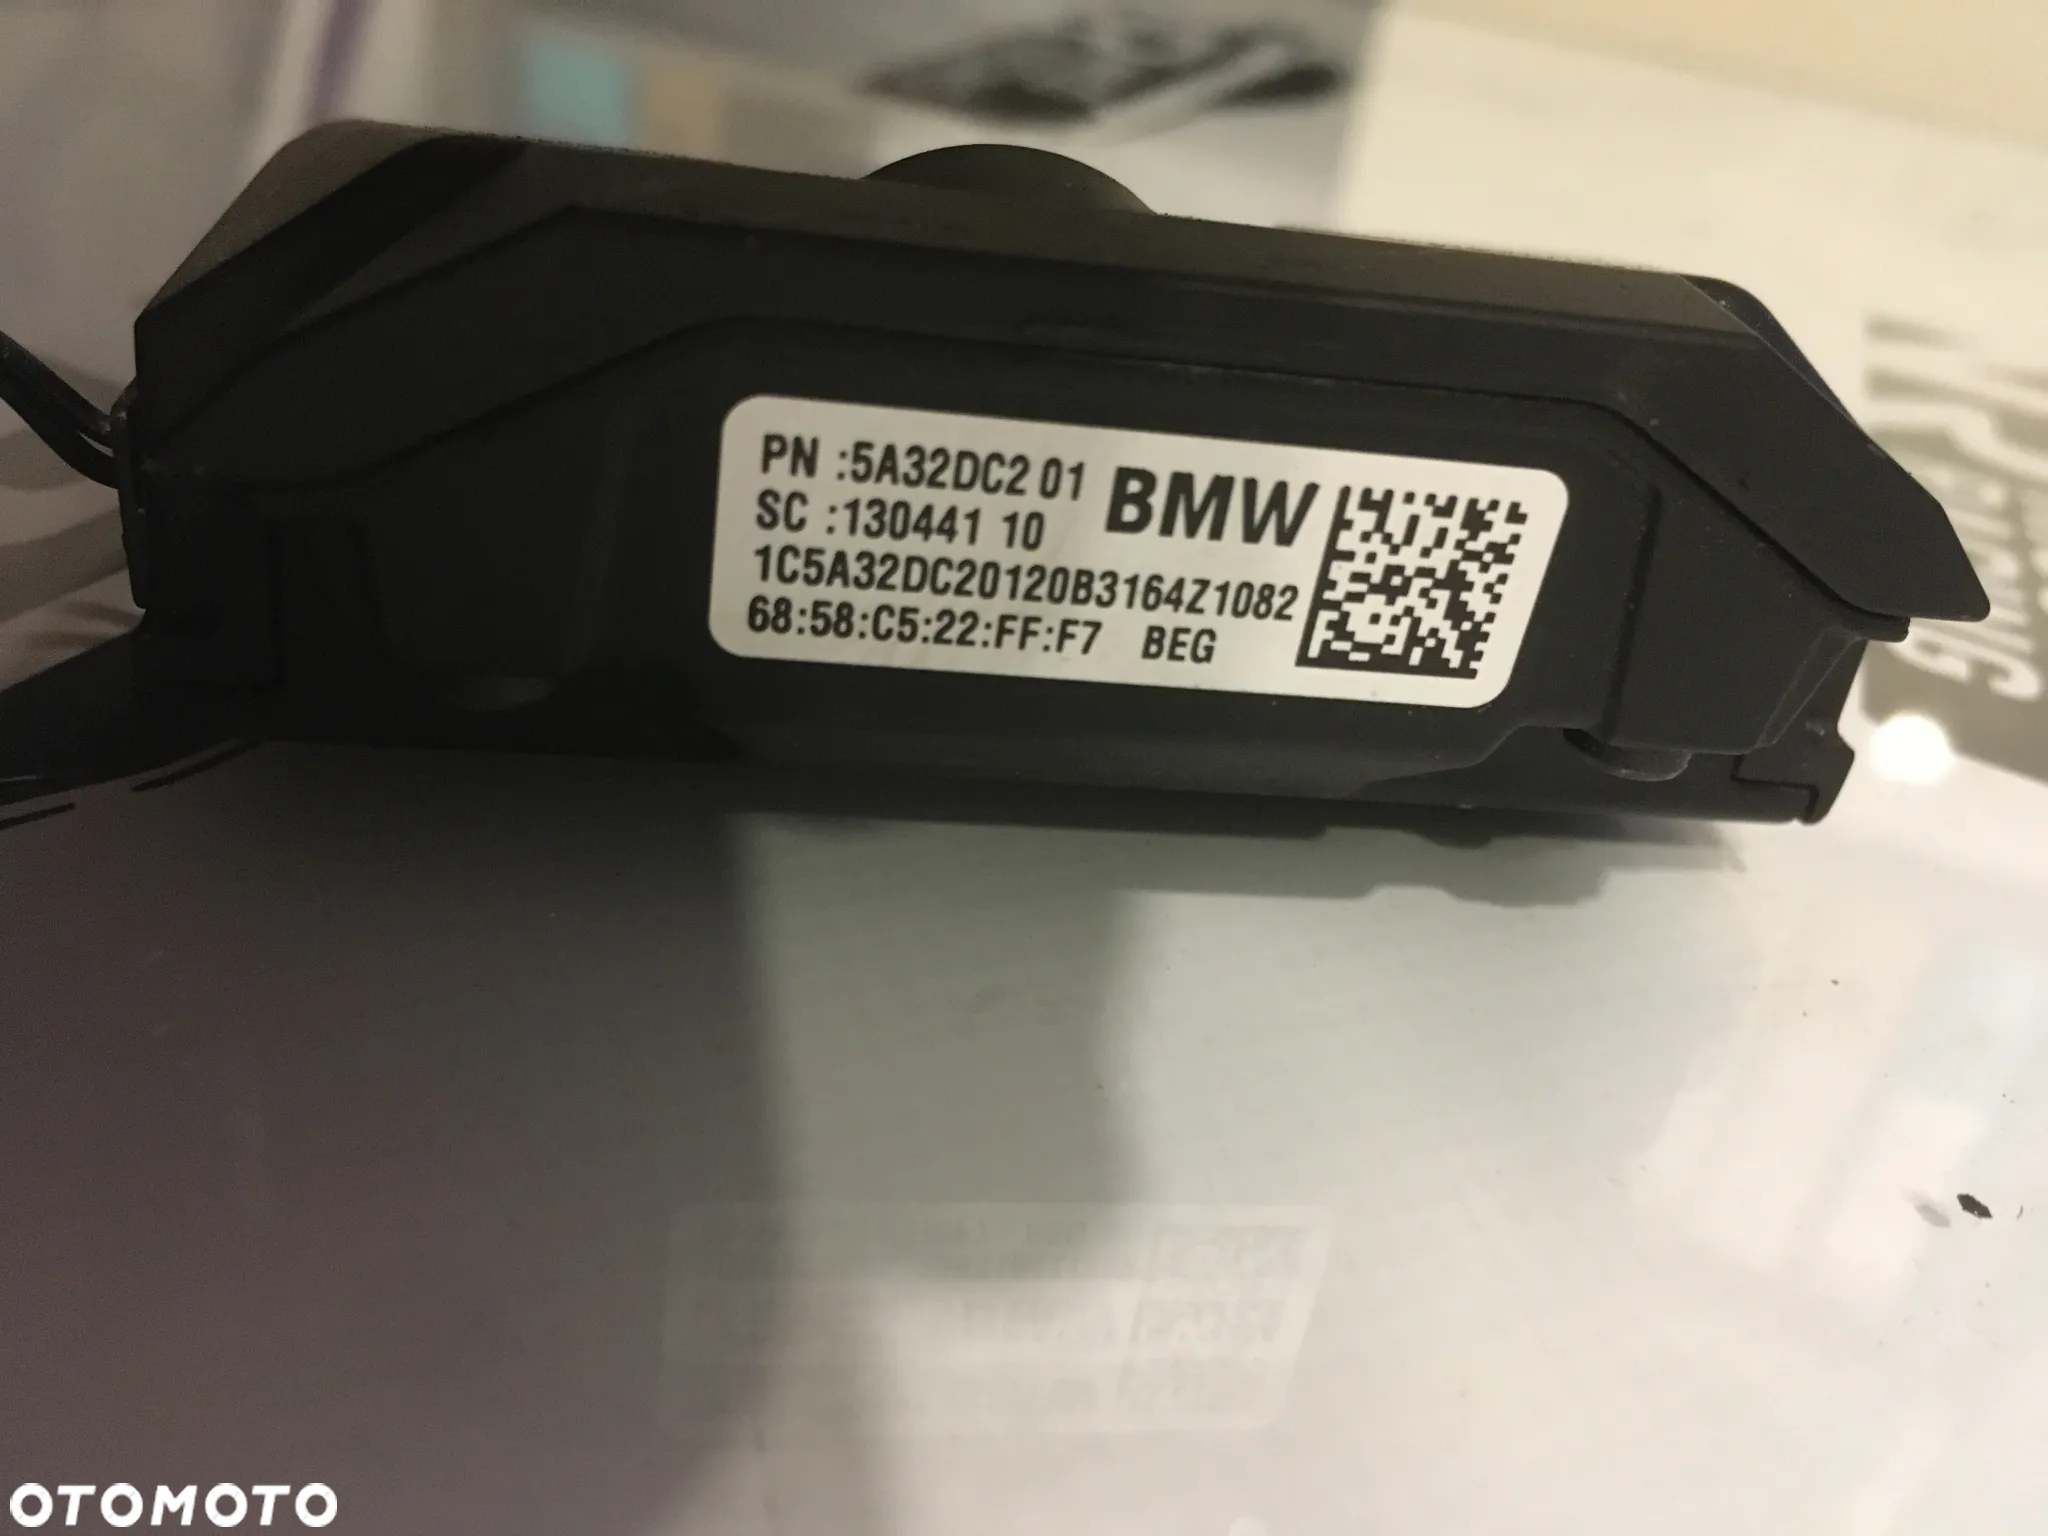 PN :5A32DC2 01
BMW
SC :130441 10
1C5A32DC20120B3164Z1082
68:58:C5:22:FF:F7 BEG
OTOMOTO